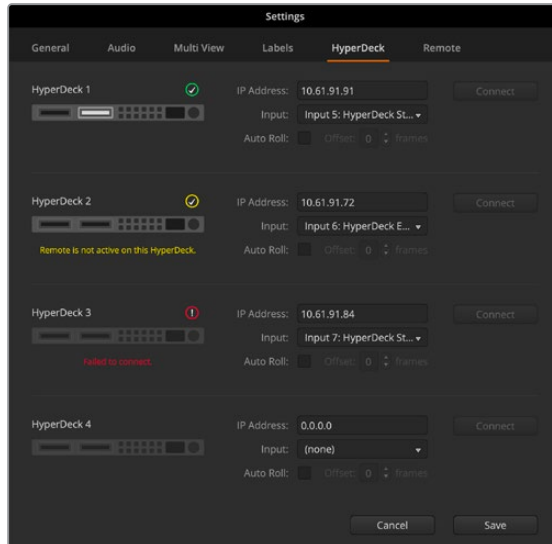 Settings
General Audio Multi View Labels HyperDeck Remote
HyperDeck 1
IP Address: 10.61.91.91 Connect
Input: Input 5: HyperDeck St...
Auto Roll: Offset: 0 frames
HyperDeck 2
IP Address: 10.61.91.72 Connect
Input: Input 6: HyperDeck E...
Remote is not active on this HyperDeck.
Auto Roll: Offset: 0 frames
HyperDeck 3
IP Address: 10.61.91.84 Connect
Input: Input 7: HyperDeck St...
Failed to connect.
Auto Roll: Offset: 0 frames
HyperDeck 4
IP Address: 0.0.0.0 Connect
Input: (none)
Auto Roll: Offset: 0 frames
Cancel Save